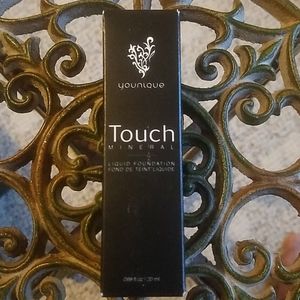 younique
Touch
MINERAL
LIQUID FOUNDATION
FOND DE TEINT LIQUIDE